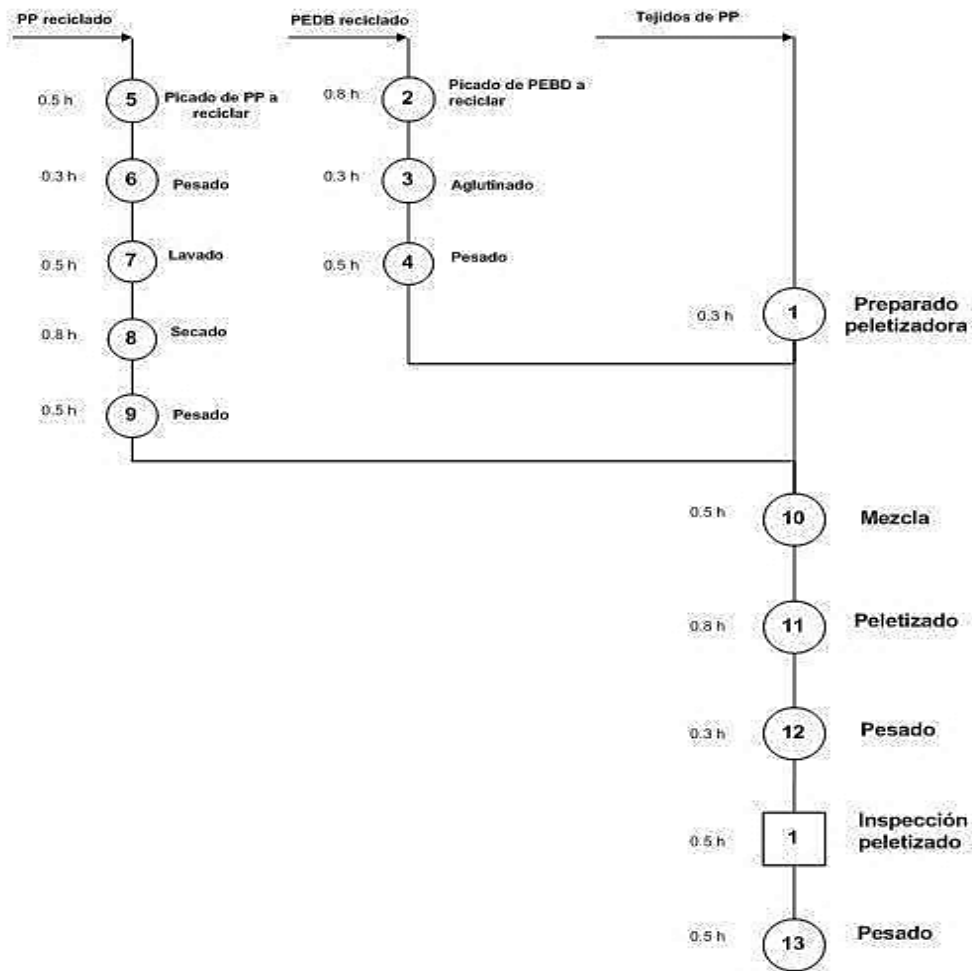 PP reciclado
PEDB reciclado
Tejidos de PP
0.5 h
5
Picado de PP a
reciclar
0.3 h
6
Pesado
0.5 h
7
Lavado
0.8 h
8
Secado
0.5 h
9
Pesado
0.8 h
2
Picado de PEBD a
reciclar
0.3 h
3
Aglutinado
0.5 h
4
Pesado
0.3 h
1
Preparado
peletizadora
0.5 h
10
Mezcla
0.8 h
11
Peletizado
0.3 h
12
Pesado
0.5 h
1
Inspección
peletizado
0.5 h
13
Pesado